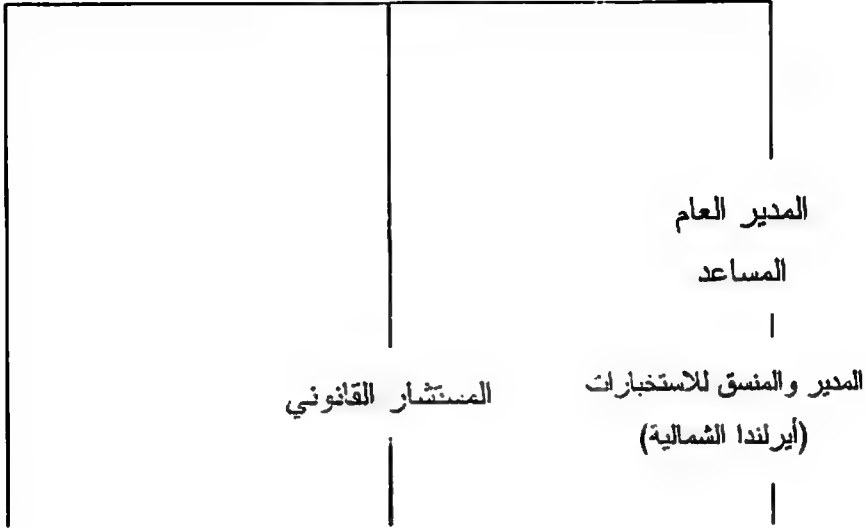 المدير العام
المساعد
المدير والمنسق للاستخبارات
(أيرلندا الشمالية)
المستشار القانوني